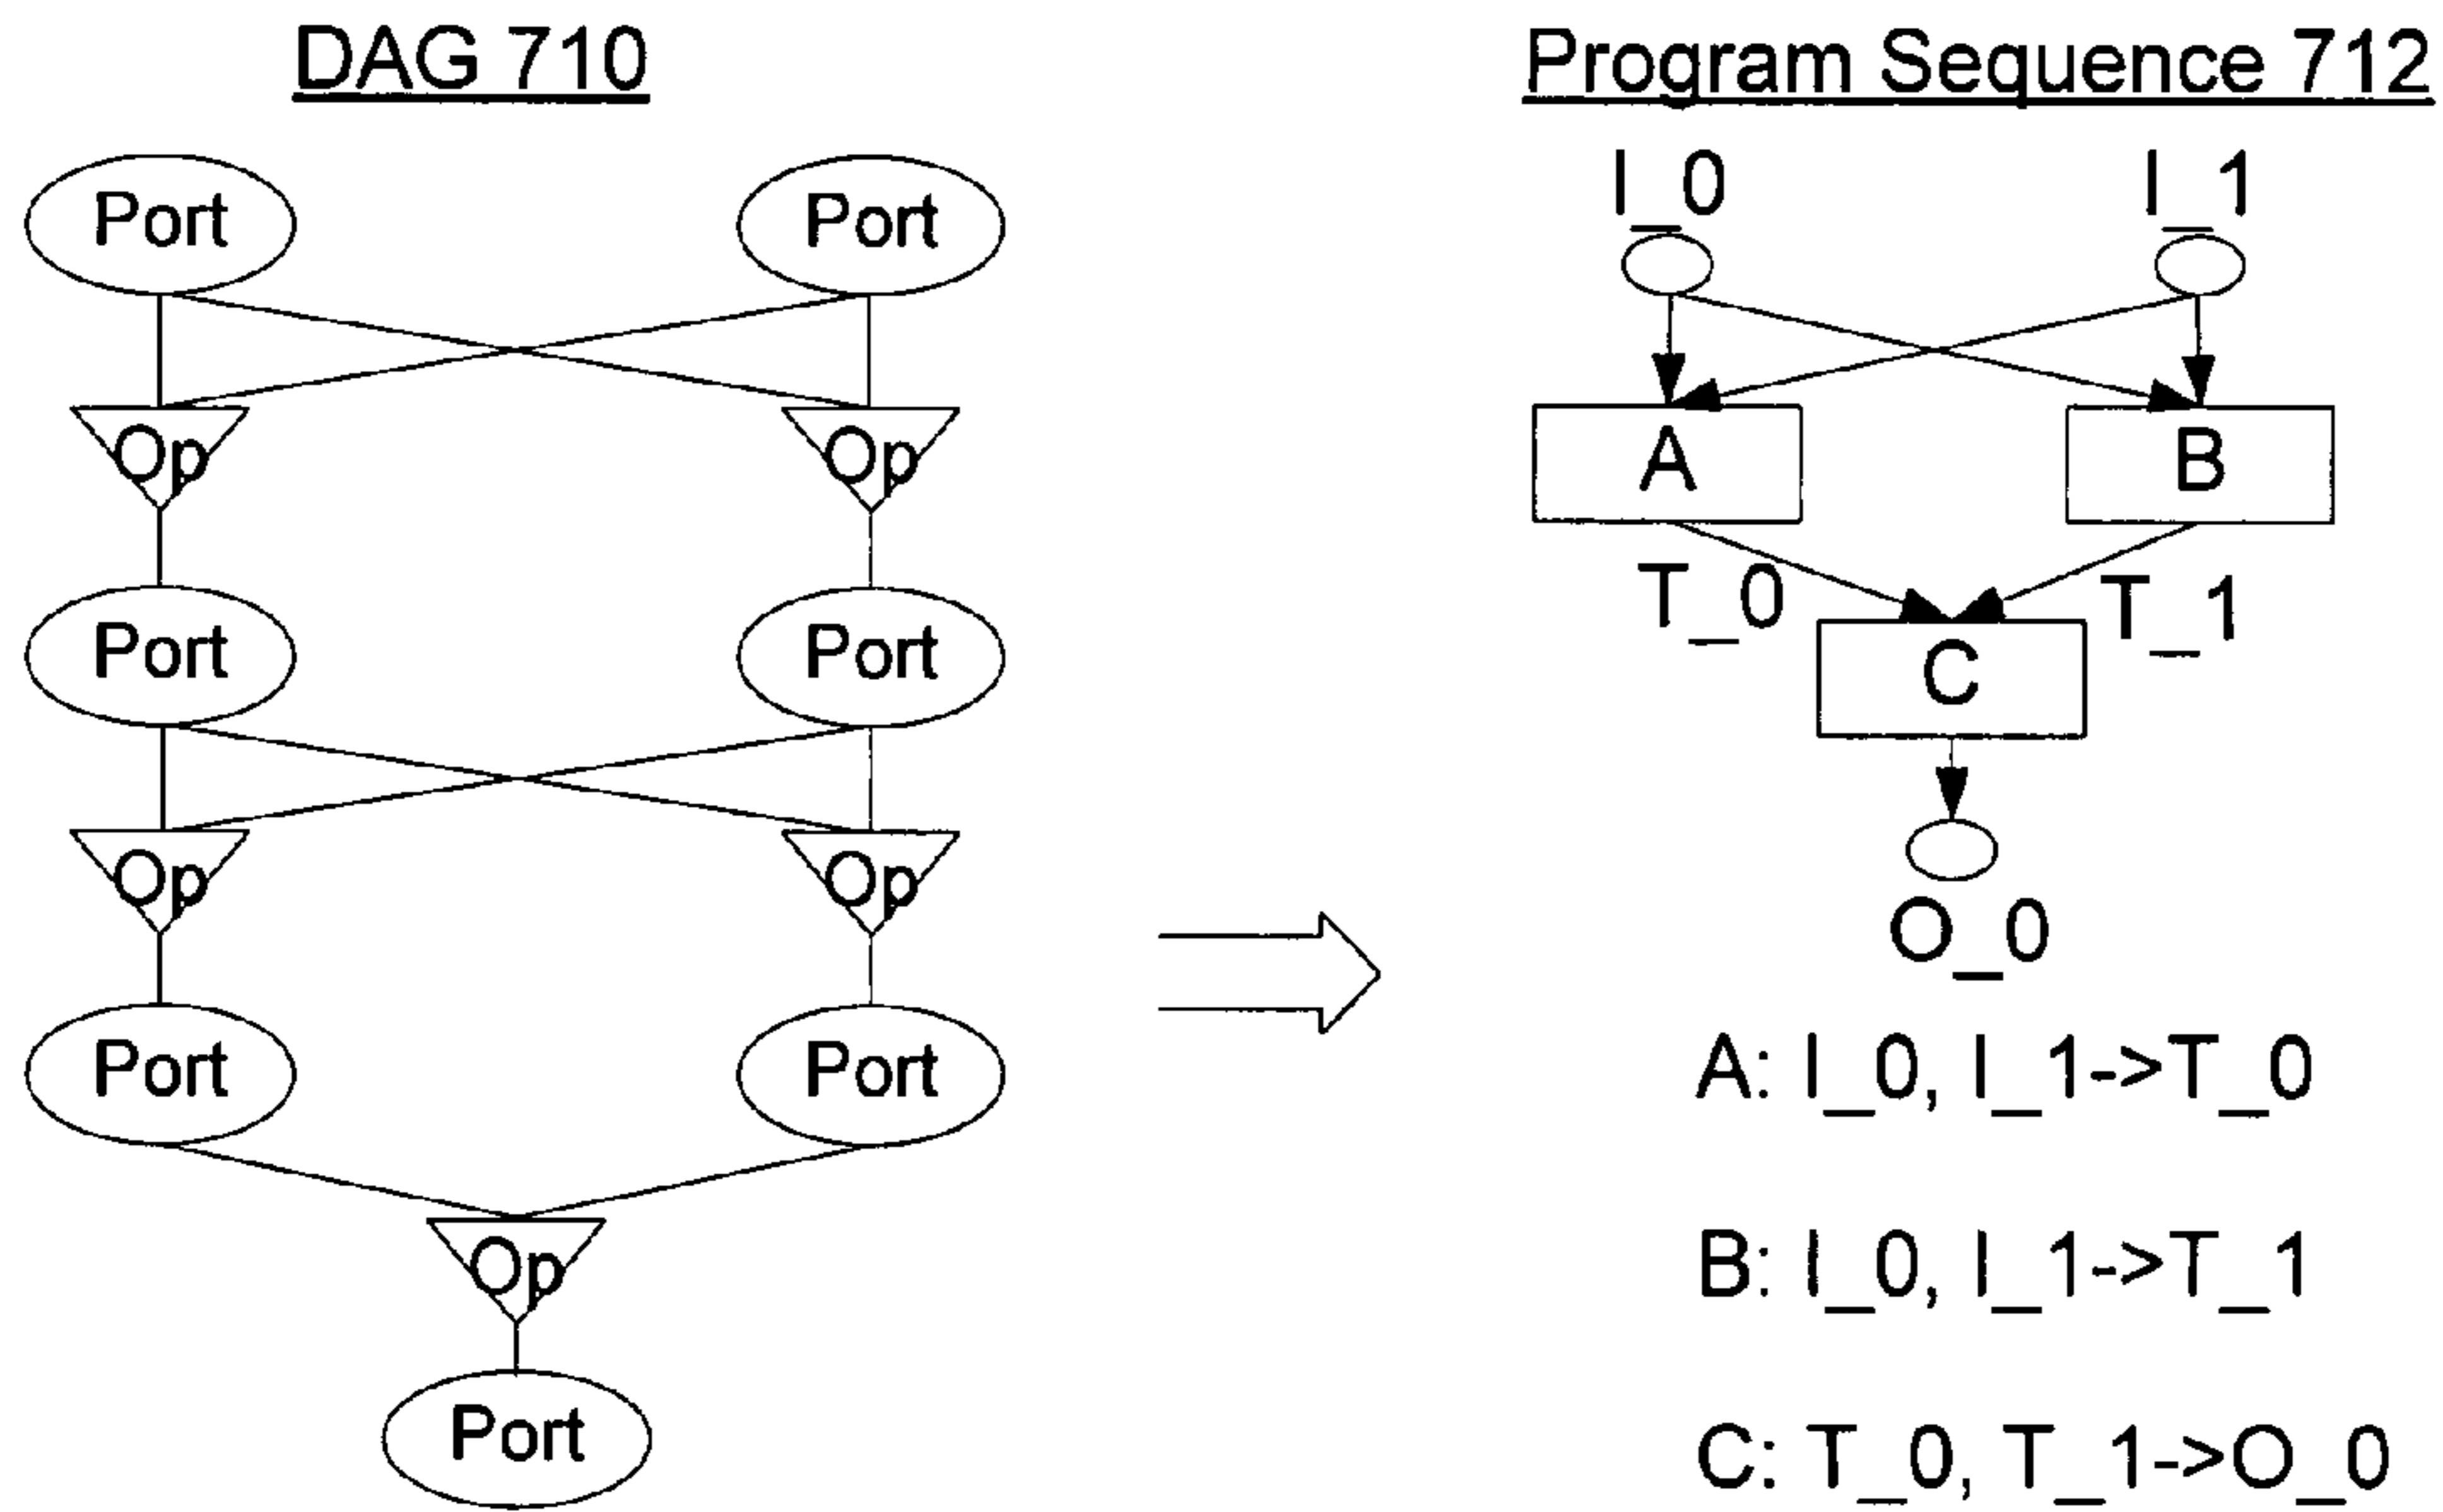 DAG 710
Port Port
Op Op
Port Port
Op Op
Port Port
Op
Port
Program Sequence 712
I_0 I_1
A B
T_0 T_1
C
O_0
A: I_0, I_1->T_0
B: I_0, I_1->T_1
C: T_0, T_1->O_0